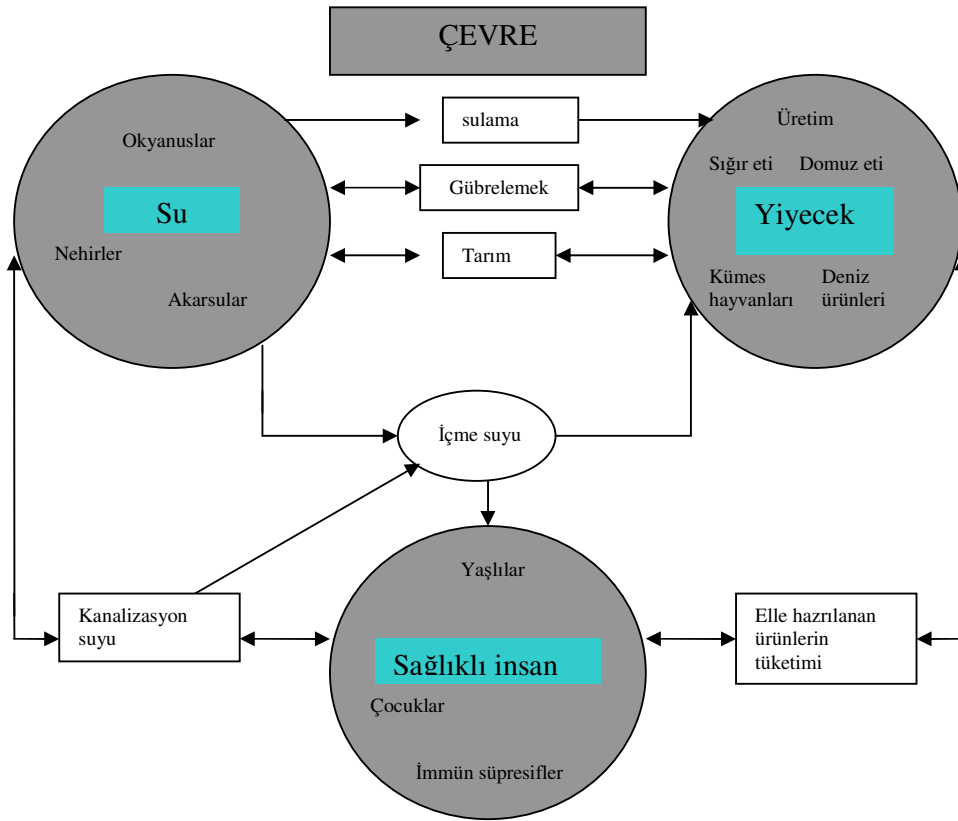 ÇEVRE
sulama
Okyanuslar
Üretim
Sığır eti
Domuz eti
Gübrelemek
Su
Yiyecek
Nehirler
Tarım
Kümes
hayvanları
Deniz
ürünleri
Akarsular
İçme suyu
Yaşlılar
Kanalizasyon
suyu
Elle hazrılanan
ürünlerin
tüketimi
Sağlıklı insan
Çocuklar
İmmün süpresifler